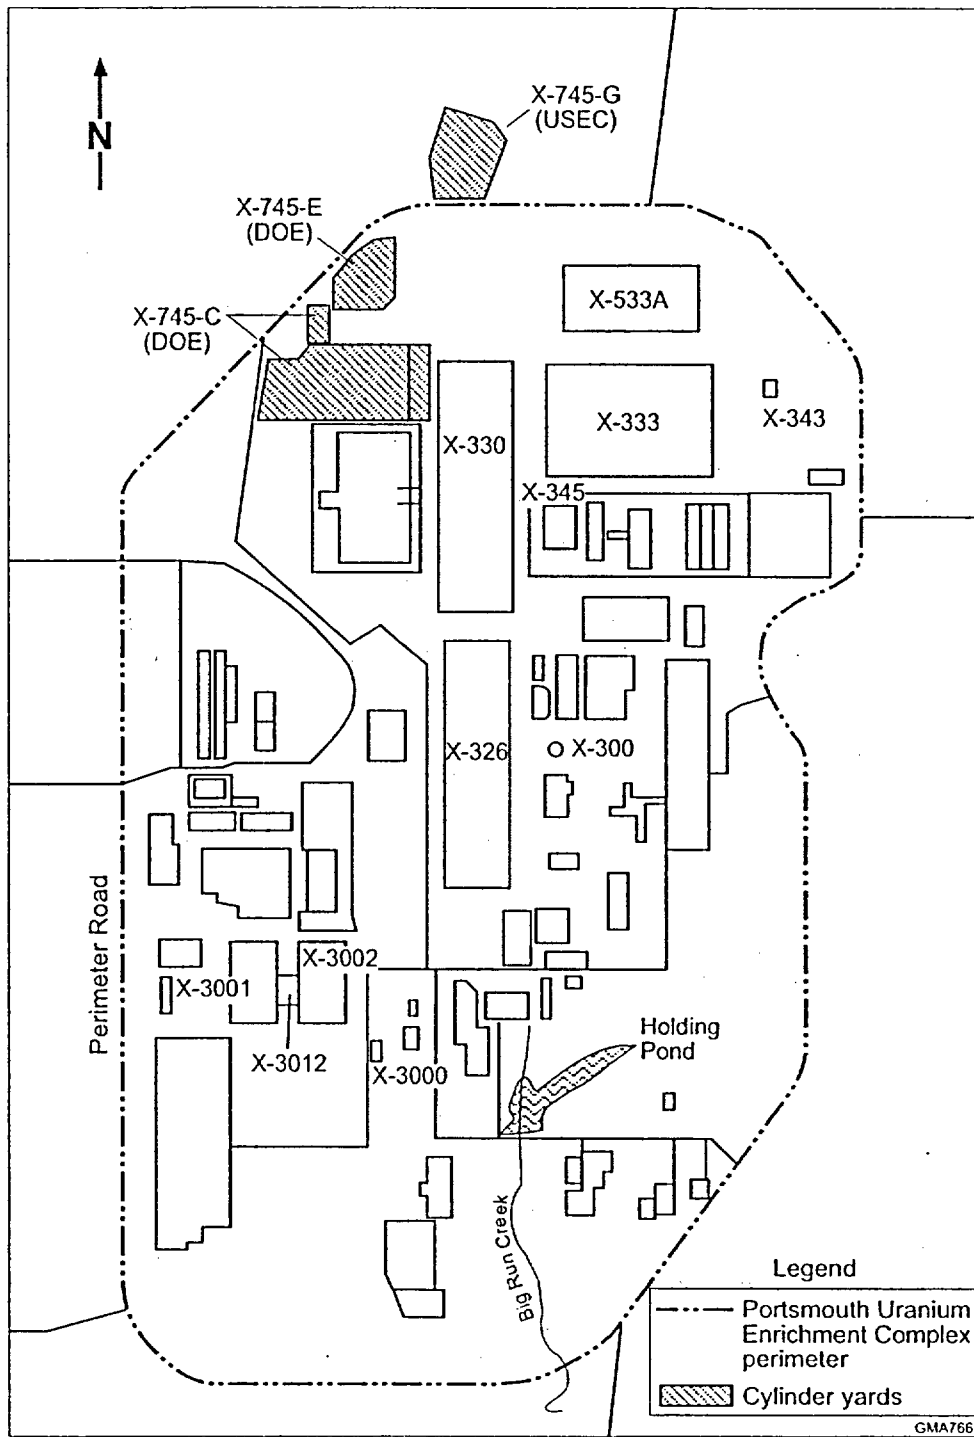 X-745-G
(USEC)
N
X-745-E
(DOE)
X-533A
X-745-C
(DOE)
X-333
X-343
X-330
X-345
X-326
X-300
Perimeter Road
X-3002
X-3001
Holding
Pond
X-3012
X-3000
Big Run Creek
Legend
Portsmouth Uranium
Enrichment Complex
perimeter
Cylinder yards
GMA766